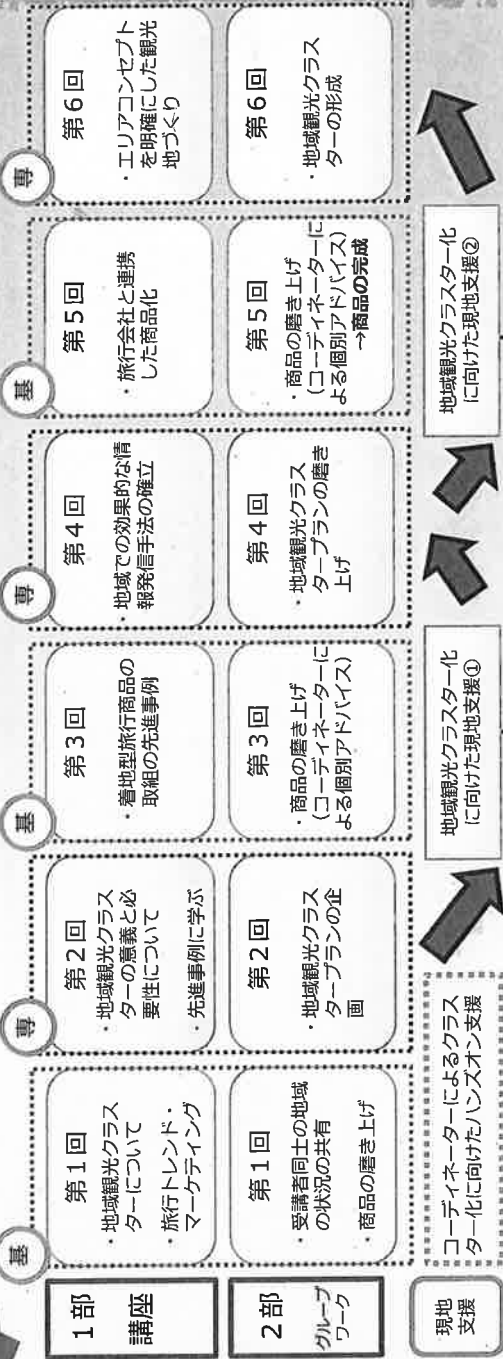 1部
講座
基
第1回
・地域観光クラス
ターについて
・旅行トレンド・
マーケティング
専
第2回
・地域観光クラス
ターの意義と必
要性について
・先進事例に学ぶ
基
第3回
・着地型旅行商品の
取組の先進事例
専
第4回
・地域での効果的な情
報発信手法の確立
基
第5回
・旅行会社と連携
した商品化
専
第6回
・エリアコンセプト
を明確にした観光
地づくり
2部
グループ
ワーク
第1回
・受講者同士の地域
の状況の共有
・商品の磨き上げ
第2回
・地域観光クラス
タープランの企
画
第3回
・商品の磨き上げ
(コーディネーターに
よる個別アドバイス)
第4回
・地域観光クラス
タープランの磨き
上げ
第5回
・商品の磨き上げ
(コーディネーターに
よる個別アドバイス)
→商品の完成
第6回
・地域観光クラス
ターの形成
現地
支援
コーディネーターによるクラス
ター化に向けたハンズオン支援
地域観光クラスター化
に向けた現地支援①
地域観光クラスター化
に向けた現地支援②